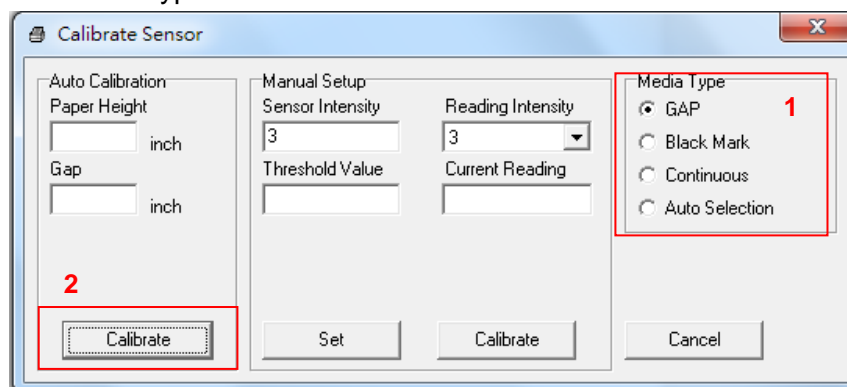 Calibrate Sensor
Auto Calibration
Paper Height
inch
Gap
inch
2
Calibrate
Manual Setup
Sensor Intensity
Reading Intensity
3
3
Threshold Value
Current Reading
Set
Calibrate
Media Type
1
GAP
Black Mark
Continuous
Auto Selection
Cancel